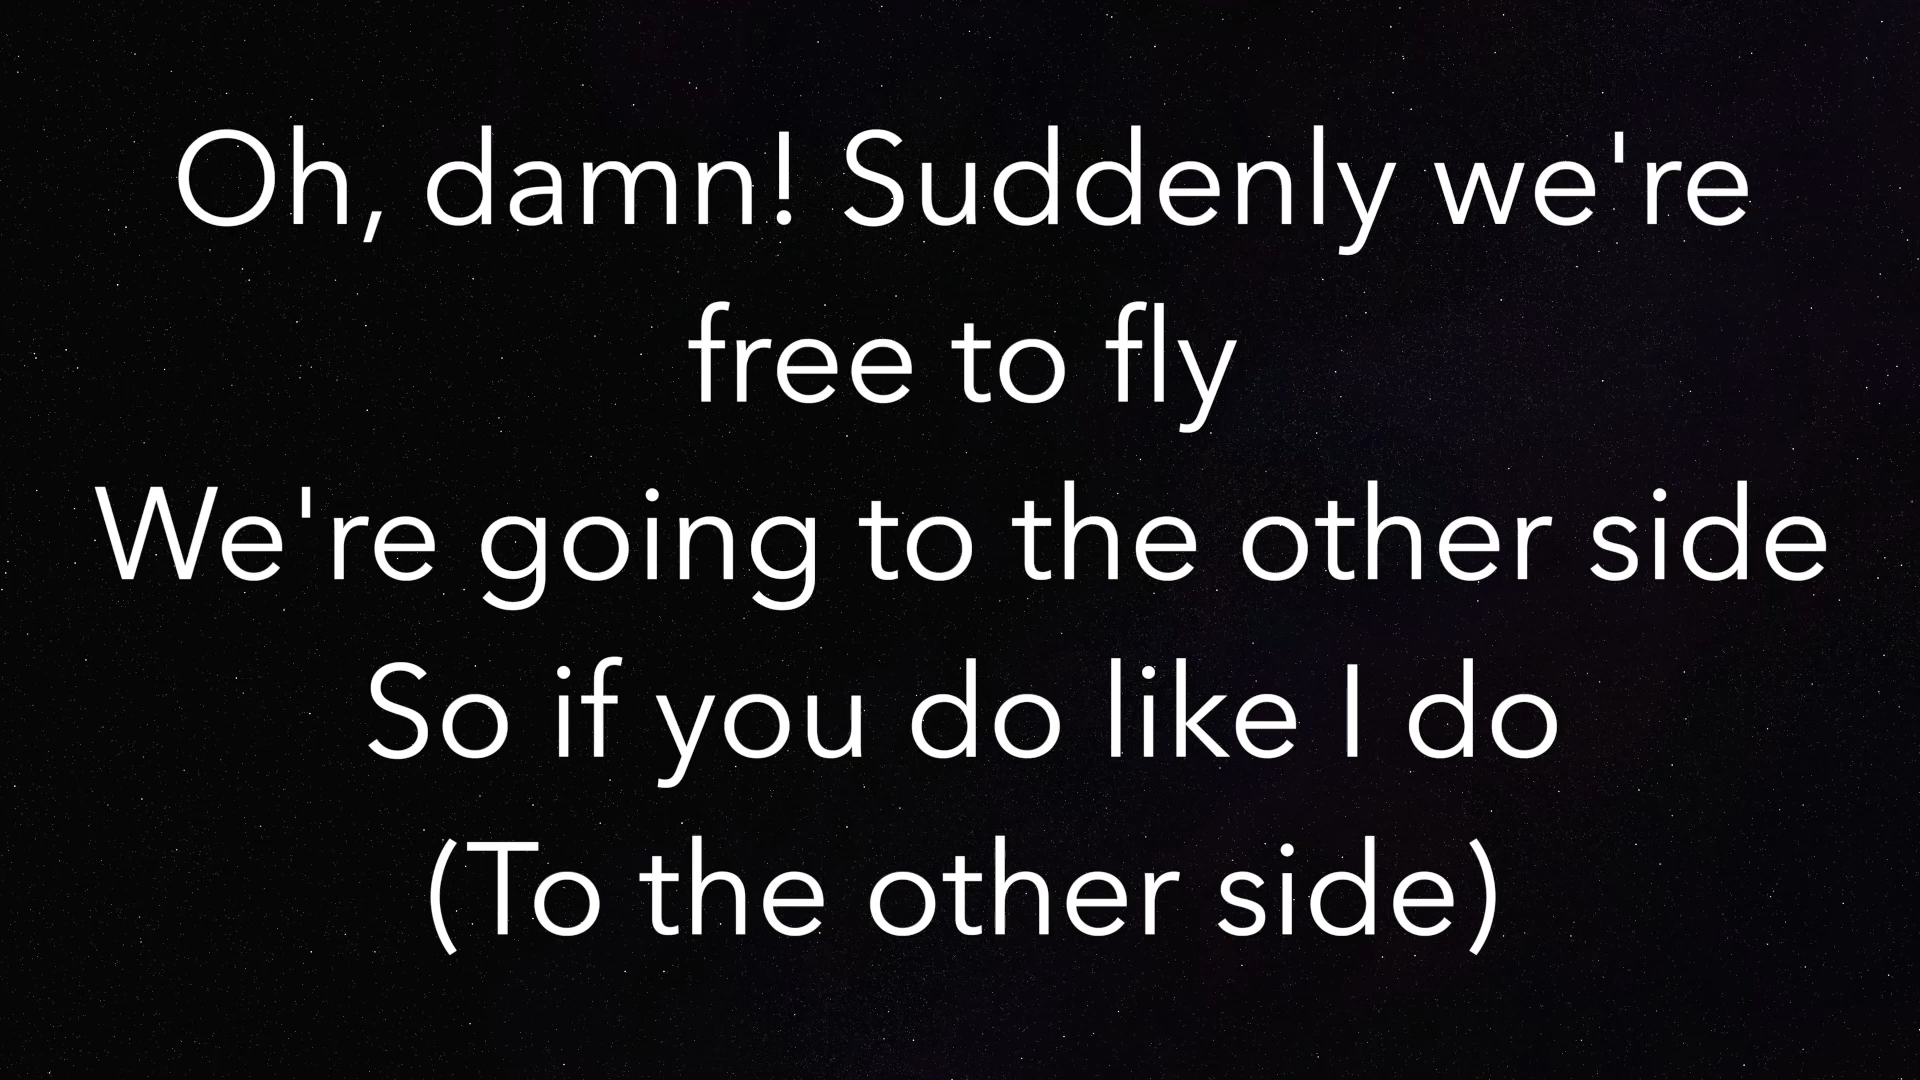 Oh, damn! Suddenly we're
free to fly
We're going to the other side
So if you do like I do
(To the other side)